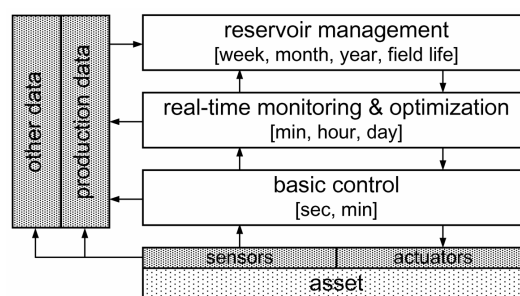 other data
production data
reservoir management
[week, month, year, field life]
real-time monitoring & optimization
[min, hour, day]
basic control
[sec, min]
sensors
actuators
asset